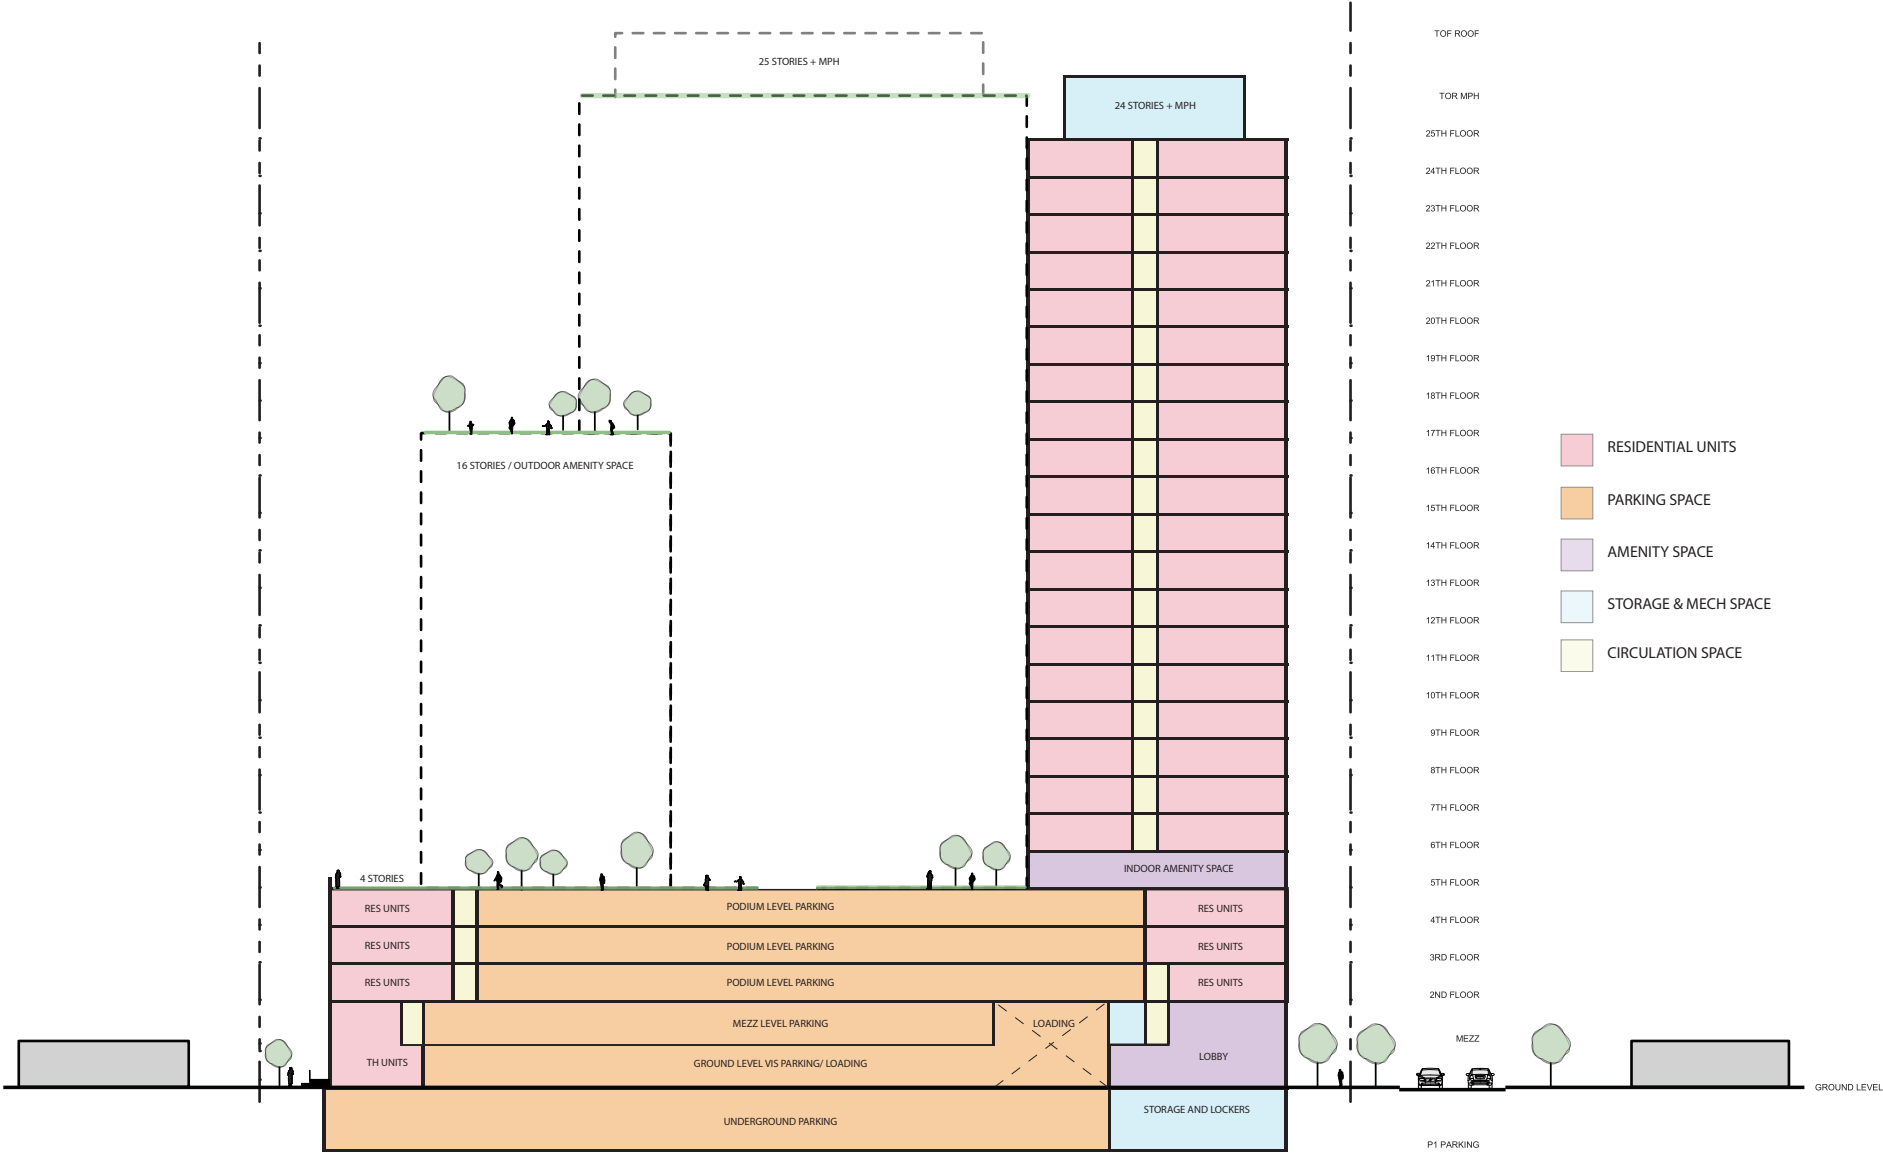 TOF ROOF
25 STORIES + MPH
TOR MPH
24 STORIES + MPH
25TH FLOOR
24TH FLOOR
23TH FLOOR
22TH FLOOR
21TH FLOOR
20TH FLOOR
19TH FLOOR
18TH FLOOR
17TH FLOOR
16 STORIES / OUTDOOR AMENITY SPACE
16TH FLOOR
15TH FLOOR
14TH FLOOR
13TH FLOOR
12TH FLOOR
11TH FLOOR
10TH FLOOR
9TH FLOOR
8TH FLOOR
7TH FLOOR
6TH FLOOR
RESIDENTIAL UNITS
PARKING SPACE
AMENITY SPACE
STORAGE & MECH SPACE
CIRCULATION SPACE
INDOOR AMENITY SPACE
4 STORIES
5TH FLOOR
RES UNITS
PODIUM LEVEL PARKING
RES UNITS
4TH FLOOR
RES UNITS
PODIUM LEVEL PARKING
RES UNITS
3RD FLOOR
RES UNITS
PODIUM LEVEL PARKING
RES UNITS
2ND FLOOR
MEZZ LEVEL PARKING
LOADING
MEZZ
TH UNITS
GROUND LEVEL VIS PARKING/ LOADING
LOBBY
GROUND LEVEL
UNDERGROUND PARKING
STORAGE AND LOCKERS
P1 PARKING